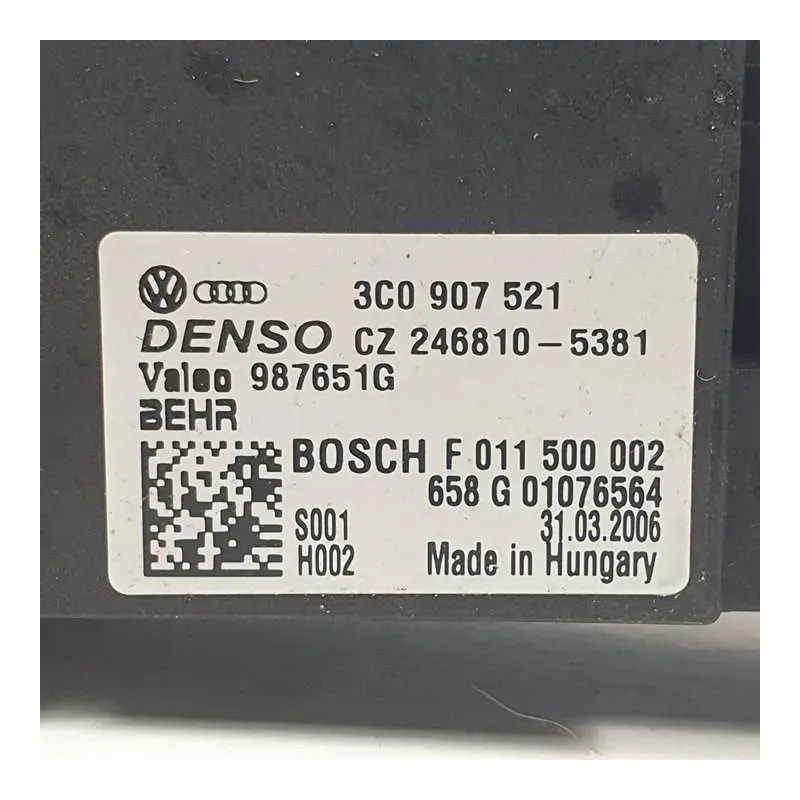 3C0 907 521
DENSO CZ 246810-5381
Valeo 987651G
BEHR
BOSCH F 011 500 002
658 G 01076564
S001 31.03.2006
H002 Made in Hungary